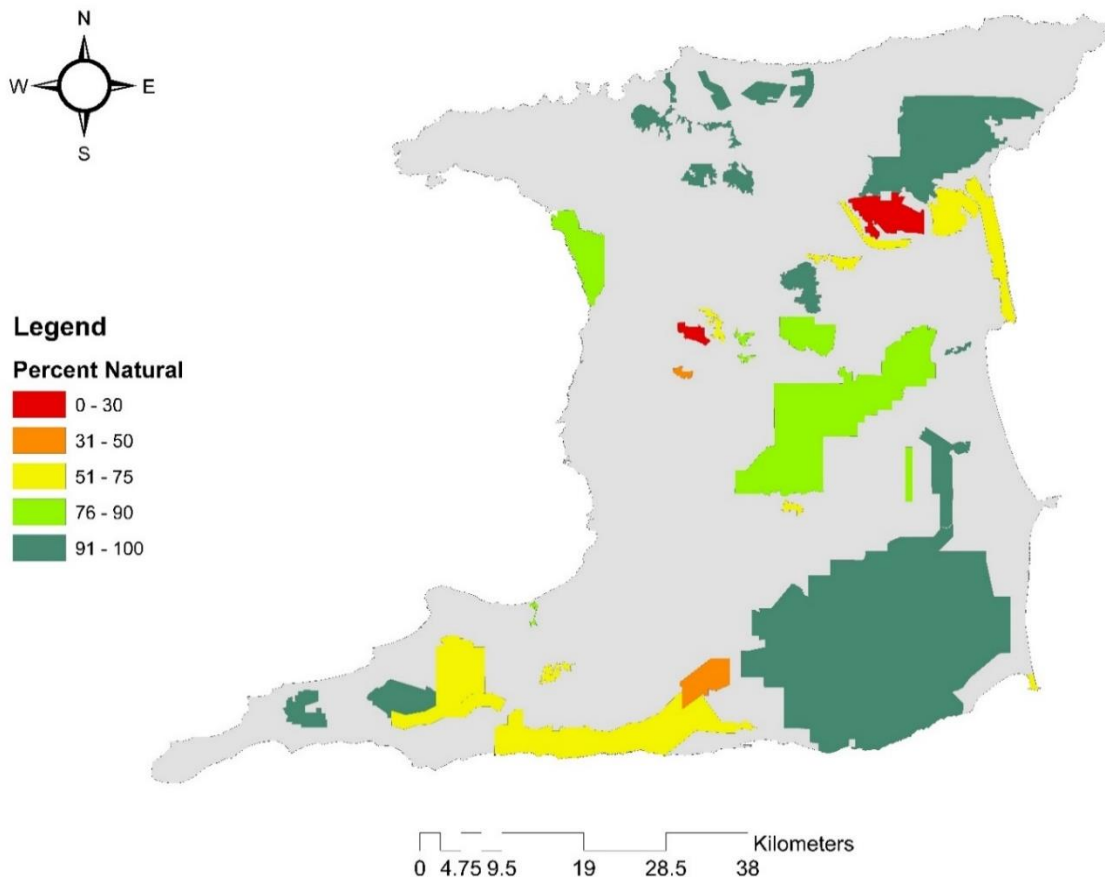 N
W E
S
Legend
Percent Natural
0 - 30
31 - 50
51 - 75
76 - 90
91 - 100
Kilometers
0 4.75 9.5 19 28.5 38